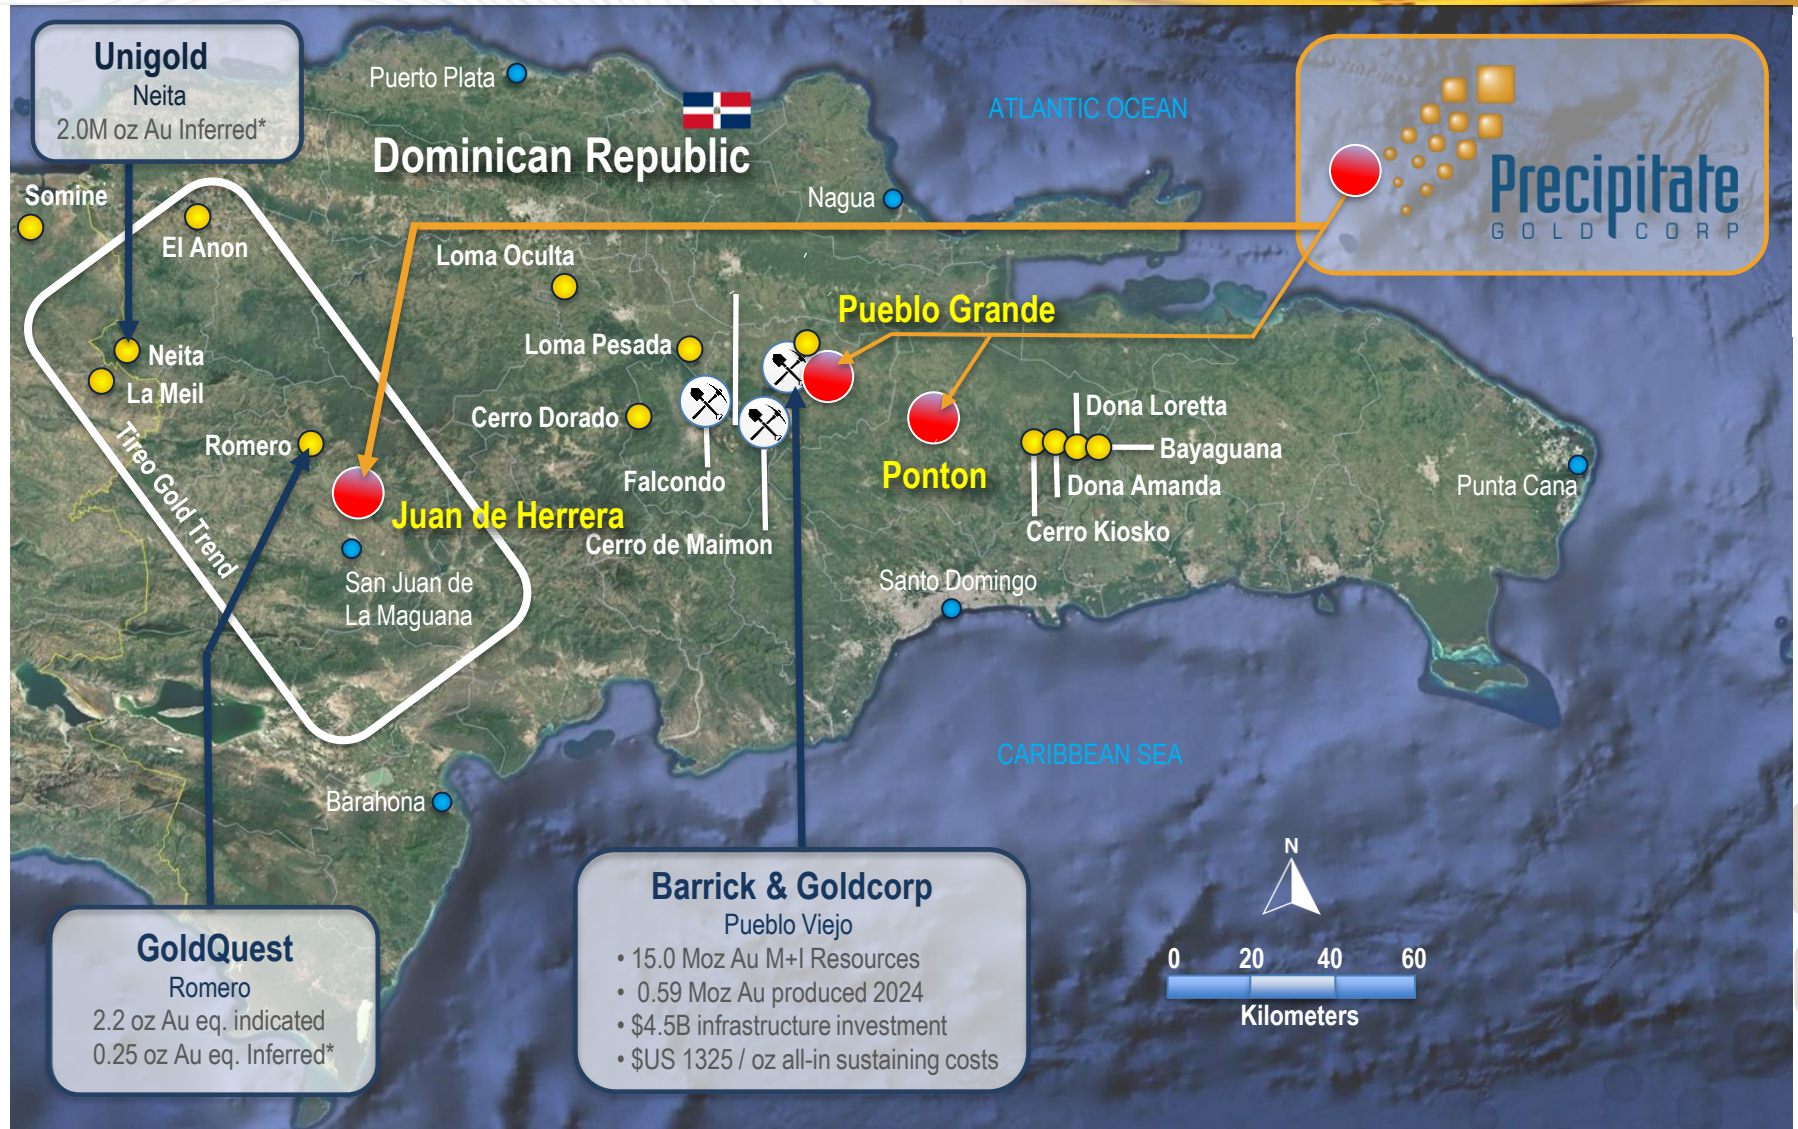 Unigold
Neita
2.0M oz Au Inferred*
Puerto Plata
ATLANTIC OCEAN
Dominican Republic
Precipitate
GOLD CORP
Somine
Nagua
El Anon
Loma Oculta
Pueblo Grande
Loma Pesada
Neita
La Meil
Dona Loretta
Cerro Dorado
Romero
Bayaguana
Tireo Gold Trend
Falcondo
Ponton
Dona Amanda
Punta Cana
Juan de Herrera
Cerro de Maimon
Cerro Kiosko
San Juan de
La Maguana
Santo Domingo
CARIBBEAN SEA
Barahona
Barrick & Goldcorp
Pueblo Viejo
• 15.0 Moz Au M+I Resources
• 0.59 Moz Au produced 2024
• $4.5B infrastructure investment
• $US 1325 / oz all-in sustaining costs
GoldQuest
Romero
2.2 oz Au eq. indicated
0.25 oz Au eq. Inferred*
N
0 20 40 60
Kilometers